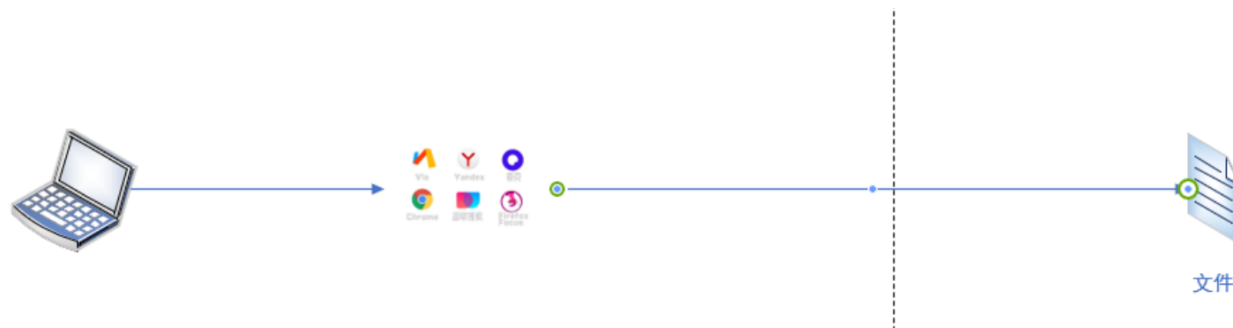 Via
Yandex
Chrome
Firefox
Focus
文件